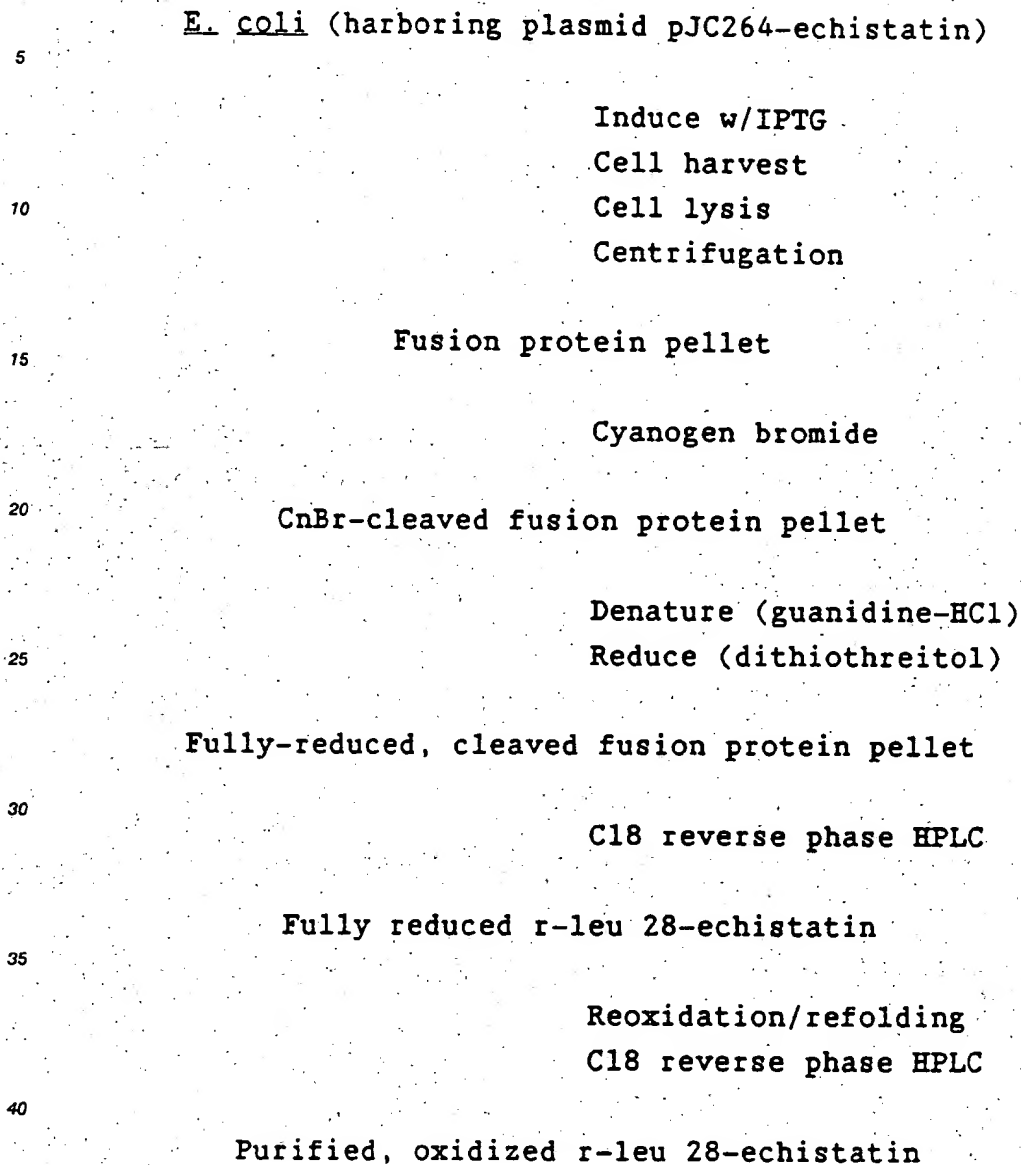 E. coli (harboring plasmid pJC264-echistatin)
5
Induce w/IPTG
Cell harvest
10
Cell lysis
Centrifugation
Fusion protein pellet
15
Cyanogen bromide
20
CnBr-cleaved fusion protein pellet
Denature (guanidine-HCl)
25
Reduce (dithiothreitol)
Fully-reduced, cleaved fusion protein pellet
30
C18 reverse phase HPLC
Fully reduced r-leu 28-echistatin
35
Reoxidation/refolding
C18 reverse phase HPLC
40
Purified, oxidized r-leu 28-echistatin